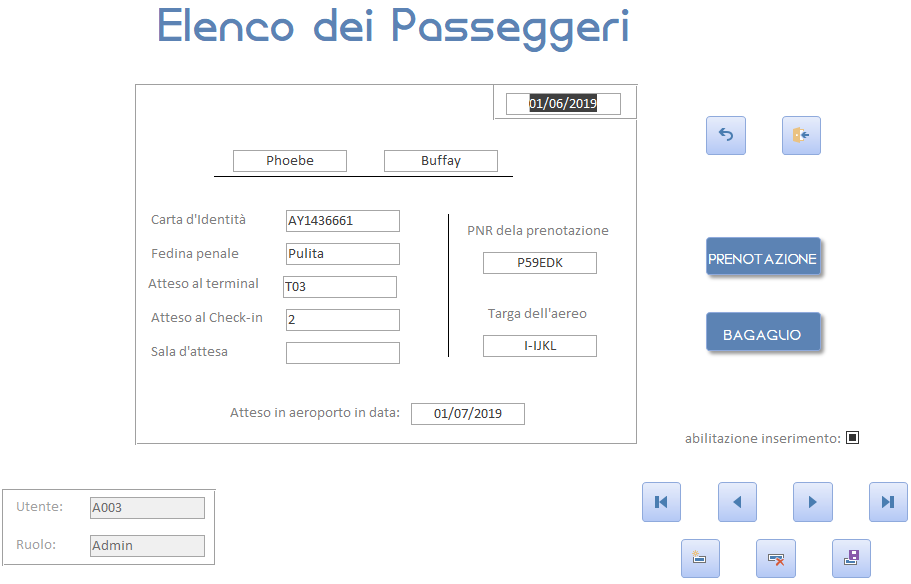 Elenco dei Passeggeri
01/06/2019
Phoebe Buffay
Carta d'Identità AY1436661
Fedina penale Pulita
Atteso al terminal T03
Atteso al Check-in 2
Sala d'attesa
PNR dela prenotazione
P59EDK
Targa dell'aereo
I-IJKL
Atteso in aeroporto in data: 01/07/2019
PRENOTAZIONE
BAGAGLIO
abilitazione inserimento:
Utente: A003
Ruolo: Admin